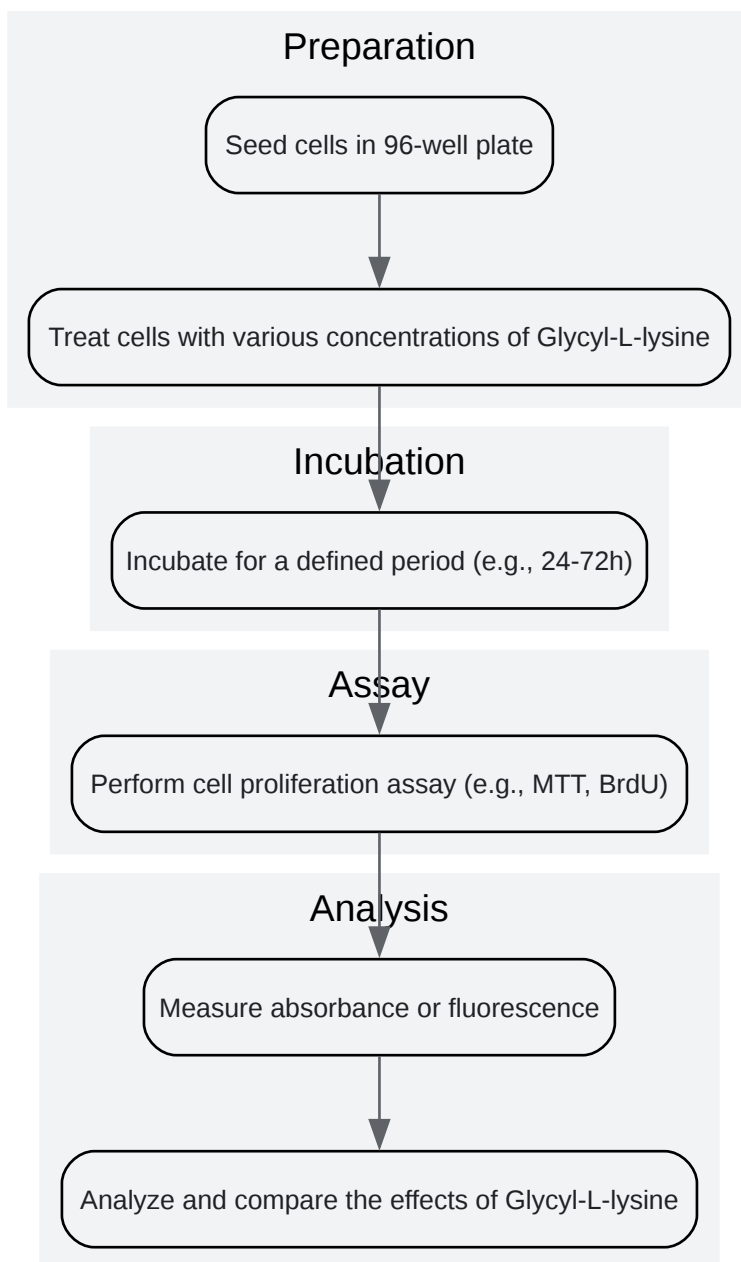 Preparation
Seed cells in 96-well plate
Treat cells with various concentrations of Glycyl-L-lysine
Incubation
Incubate for a defined period (e.g., 24-72h)
Assay
Perform cell proliferation assay (e.g., MTT, BrdU)
Analysis
Measure absorbance or fluorescence
Analyze and compare the effects of Glycyl-L-lysine